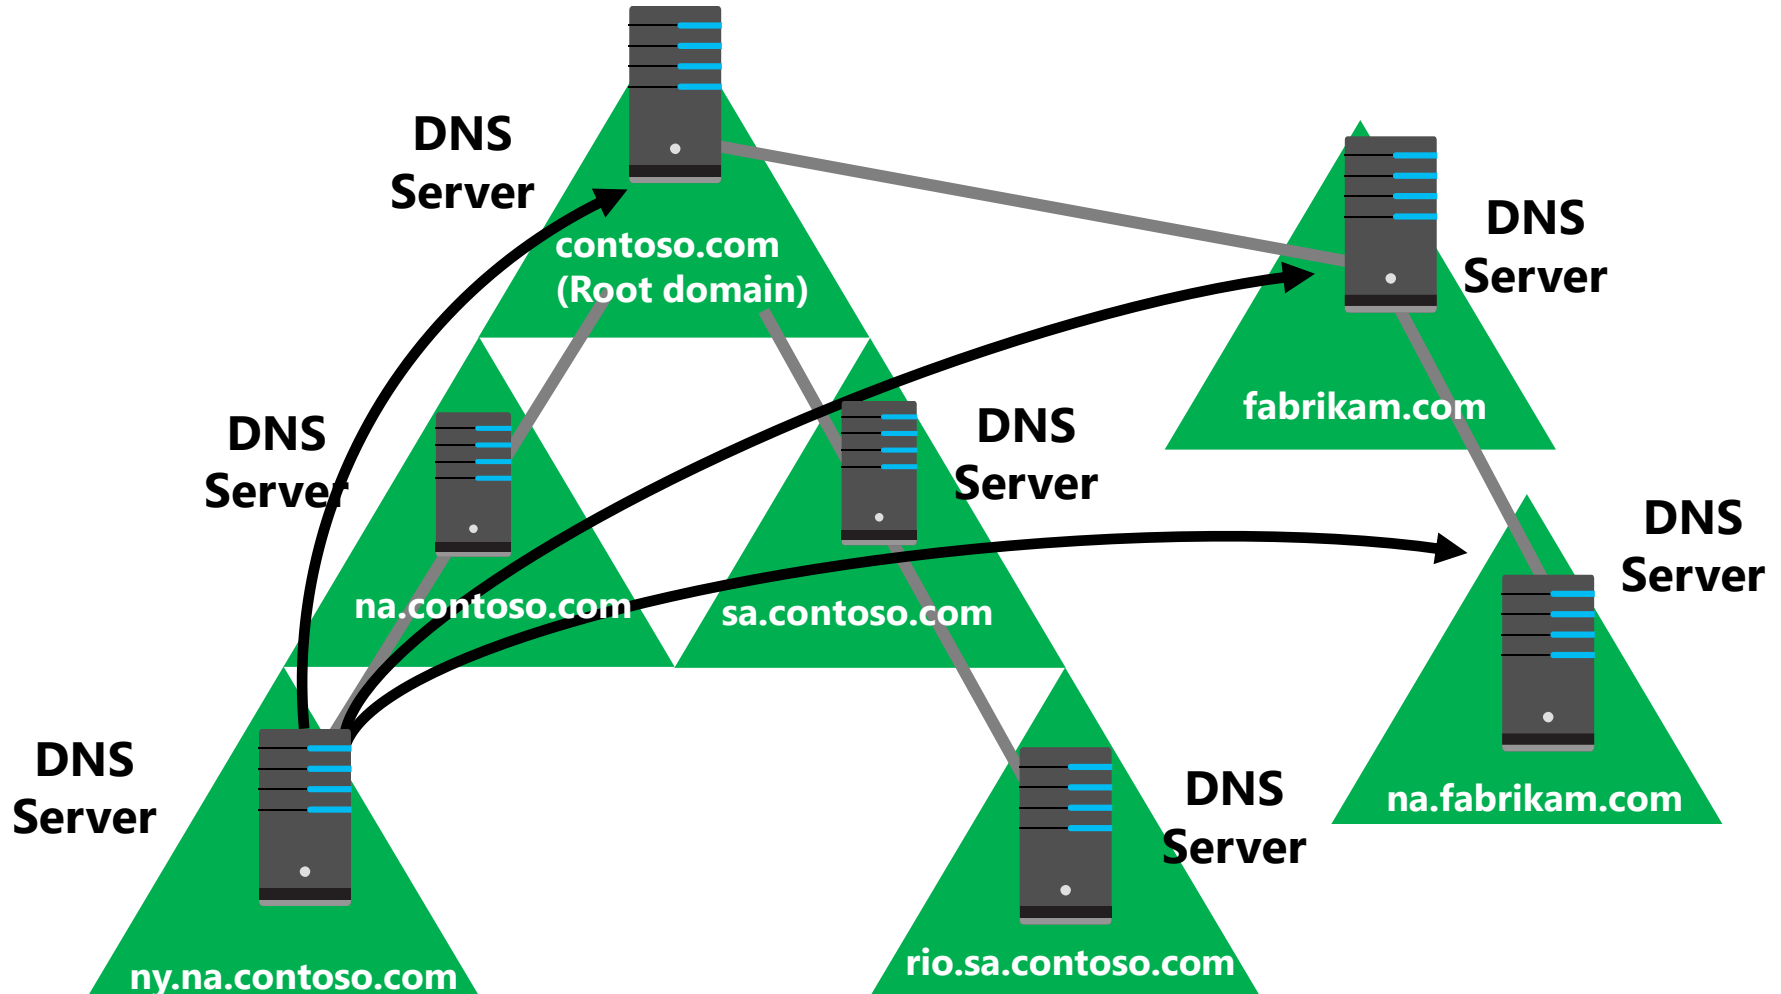 DNS
Server
contoso.com
(Root domain)
DNS
Server
fabrikam.com
DNS
Server
na.contoso.com
DNS
Server
sa.contoso.com
DNS
Server
na.fabrikam.com
DNS
Server
ny.na.contoso.com
DNS
Server
rio.sa.contoso.com